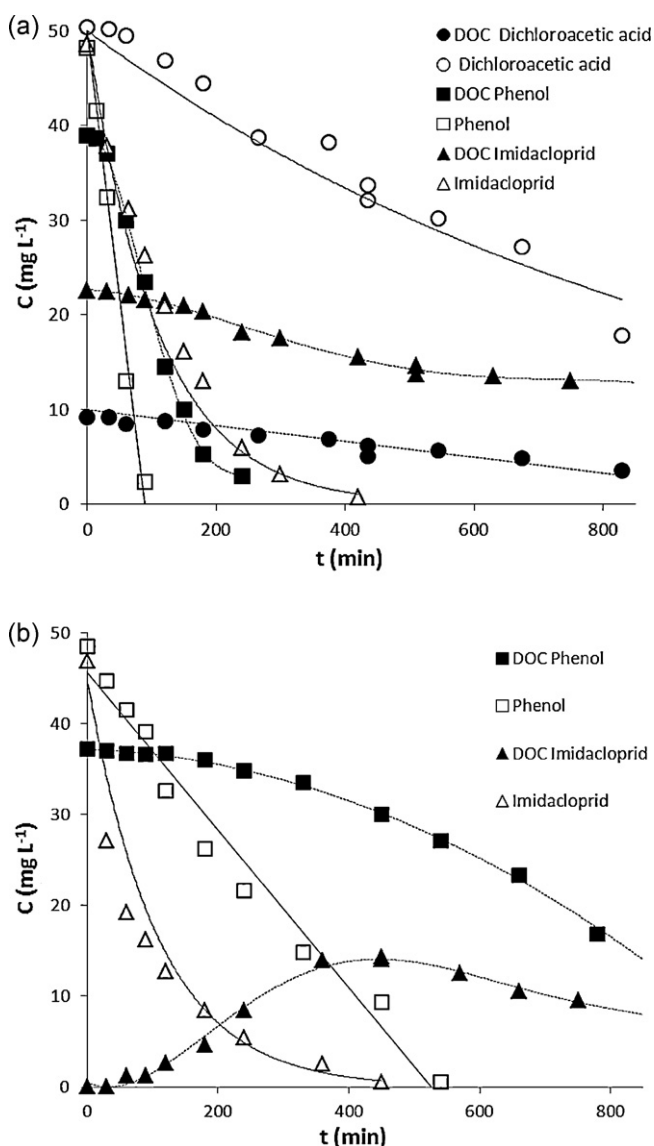 (a)
50
40
30
20
10
0
C (mg L⁻¹)
DOC Dichloroacetic acid
Dichloroacetic acid
DOC Phenol
Phenol
DOC Imidacloprid
Imidacloprid
0 200 400 600 800
t (min)
(b)
50
40
30
20
10
0
C (mg L⁻¹)
DOC Phenol
Phenol
DOC Imidacloprid
Imidacloprid
0 200 400 600 800
t (min)